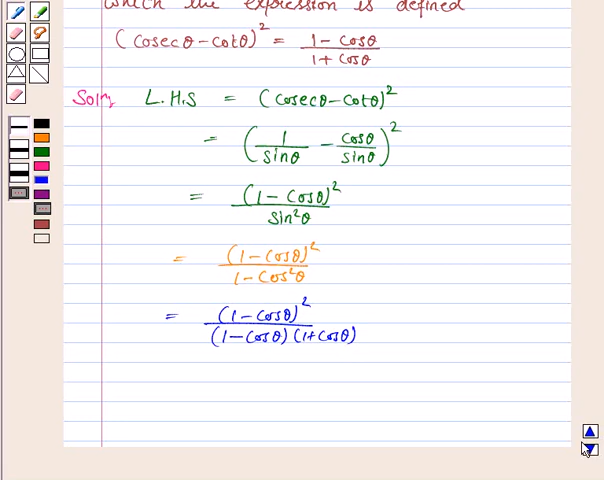 which the expression is defined
(cosecθ - cotθ)² = (1 - cosθ) / (1 + cosθ)
Soln L.H.S = (cosecθ - cotθ)²
= (1/sinθ - cosθ/sinθ)²
= (1 - cosθ)² / sin²θ
= (1 - cosθ)² / 1 - cos²θ
= (1 - cosθ)² / (1 - cosθ)(1 + cosθ)